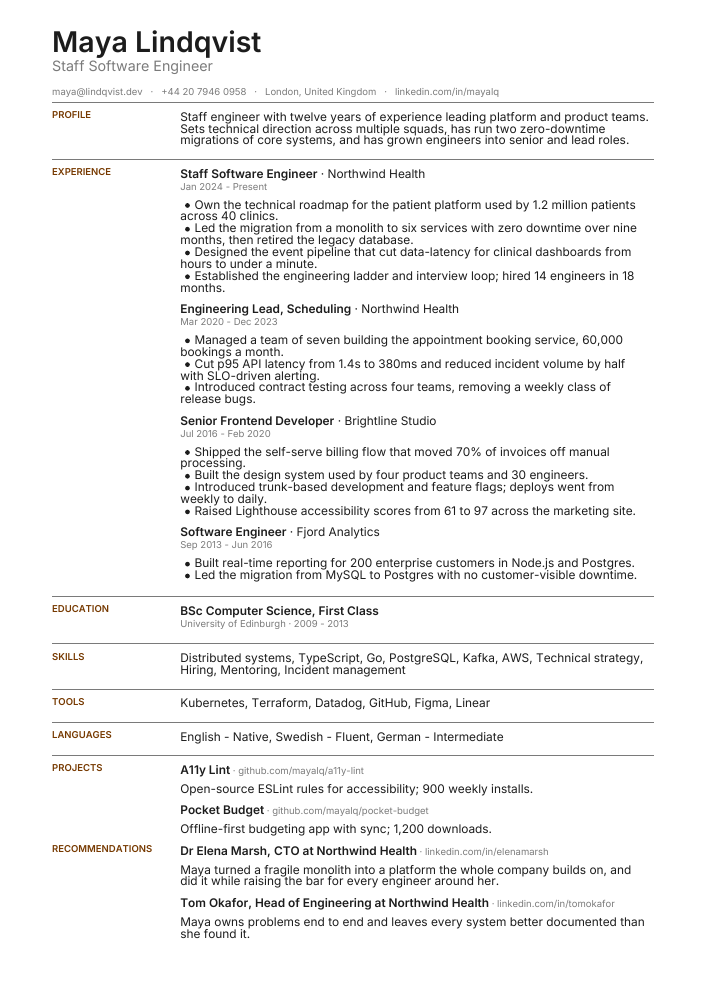 Maya Lindqvist
Staff Software Engineer
maya@lindqvist.dev · +44 20 7946 0958 · London, United Kingdom · linkedin.com/in/mayalq
PROFILE
Staff engineer with twelve years of experience leading platform and product teams.
Sets technical direction across multiple squads, has run two zero-downtime
migrations of core systems, and has grown engineers into senior and lead roles.
EXPERIENCE
Staff Software Engineer · Northwind Health
Jan 2024 - Present
● Own the technical roadmap for the patient platform used by 1.2 million patients
across 40 clinics.
● Led the migration from a monolith to six services with zero downtime over nine
months, then retired the legacy database.
● Designed the event pipeline that cut data-latency for clinical dashboards from
hours to under a minute.
● Established the engineering ladder and interview loop; hired 14 engineers in 18
months.
Engineering Lead, Scheduling · Northwind Health
Mar 2020 - Dec 2023
● Managed a team of seven building the appointment booking service, 60,000
bookings a month.
● Cut p95 API latency from 1.4s to 380ms and reduced incident volume by half
with SLO-driven alerting.
● Introduced contract testing across four teams, removing a weekly class of
release bugs.
Senior Frontend Developer · Brightline Studio
Jul 2016 - Feb 2020
● Shipped the self-serve billing flow that moved 70% of invoices off manual
processing.
● Built the design system used by four product teams and 30 engineers.
● Introduced trunk-based development and feature flags; deploys went from
weekly to daily.
● Raised Lighthouse accessibility scores from 61 to 97 across the marketing site.
Software Engineer · Fjord Analytics
Sep 2013 - Jun 2016
● Built real-time reporting for 200 enterprise customers in Node.js and Postgres.
● Led the migration from MySQL to Postgres with no customer-visible downtime.
EDUCATION
BSc Computer Science, First Class
University of Edinburgh · 2009 - 2013
SKILLS
Distributed systems, TypeScript, Go, PostgreSQL, Kafka, AWS, Technical strategy,
Hiring, Mentoring, Incident management
TOOLS
Kubernetes, Terraform, Datadog, GitHub, Figma, Linear
LANGUAGES
English - Native, Swedish - Fluent, German - Intermediate
PROJECTS
A11y Lint · github.com/mayalq/a11y-lint
Open-source ESLint rules for accessibility; 900 weekly installs.
Pocket Budget · github.com/mayalq/pocket-budget
Offline-first budgeting app with sync; 1,200 downloads.
RECOMMENDATIONS
Dr Elena Marsh, CTO at Northwind Health · linkedin.com/in/elenamarsh
Maya turned a fragile monolith into a platform the whole company builds on, and
did it while raising the bar for every engineer around her.
Tom Okafor, Head of Engineering at Northwind Health · linkedin.com/in/tomokafor
Maya owns problems end to end and leaves every system better documented than
she found it.